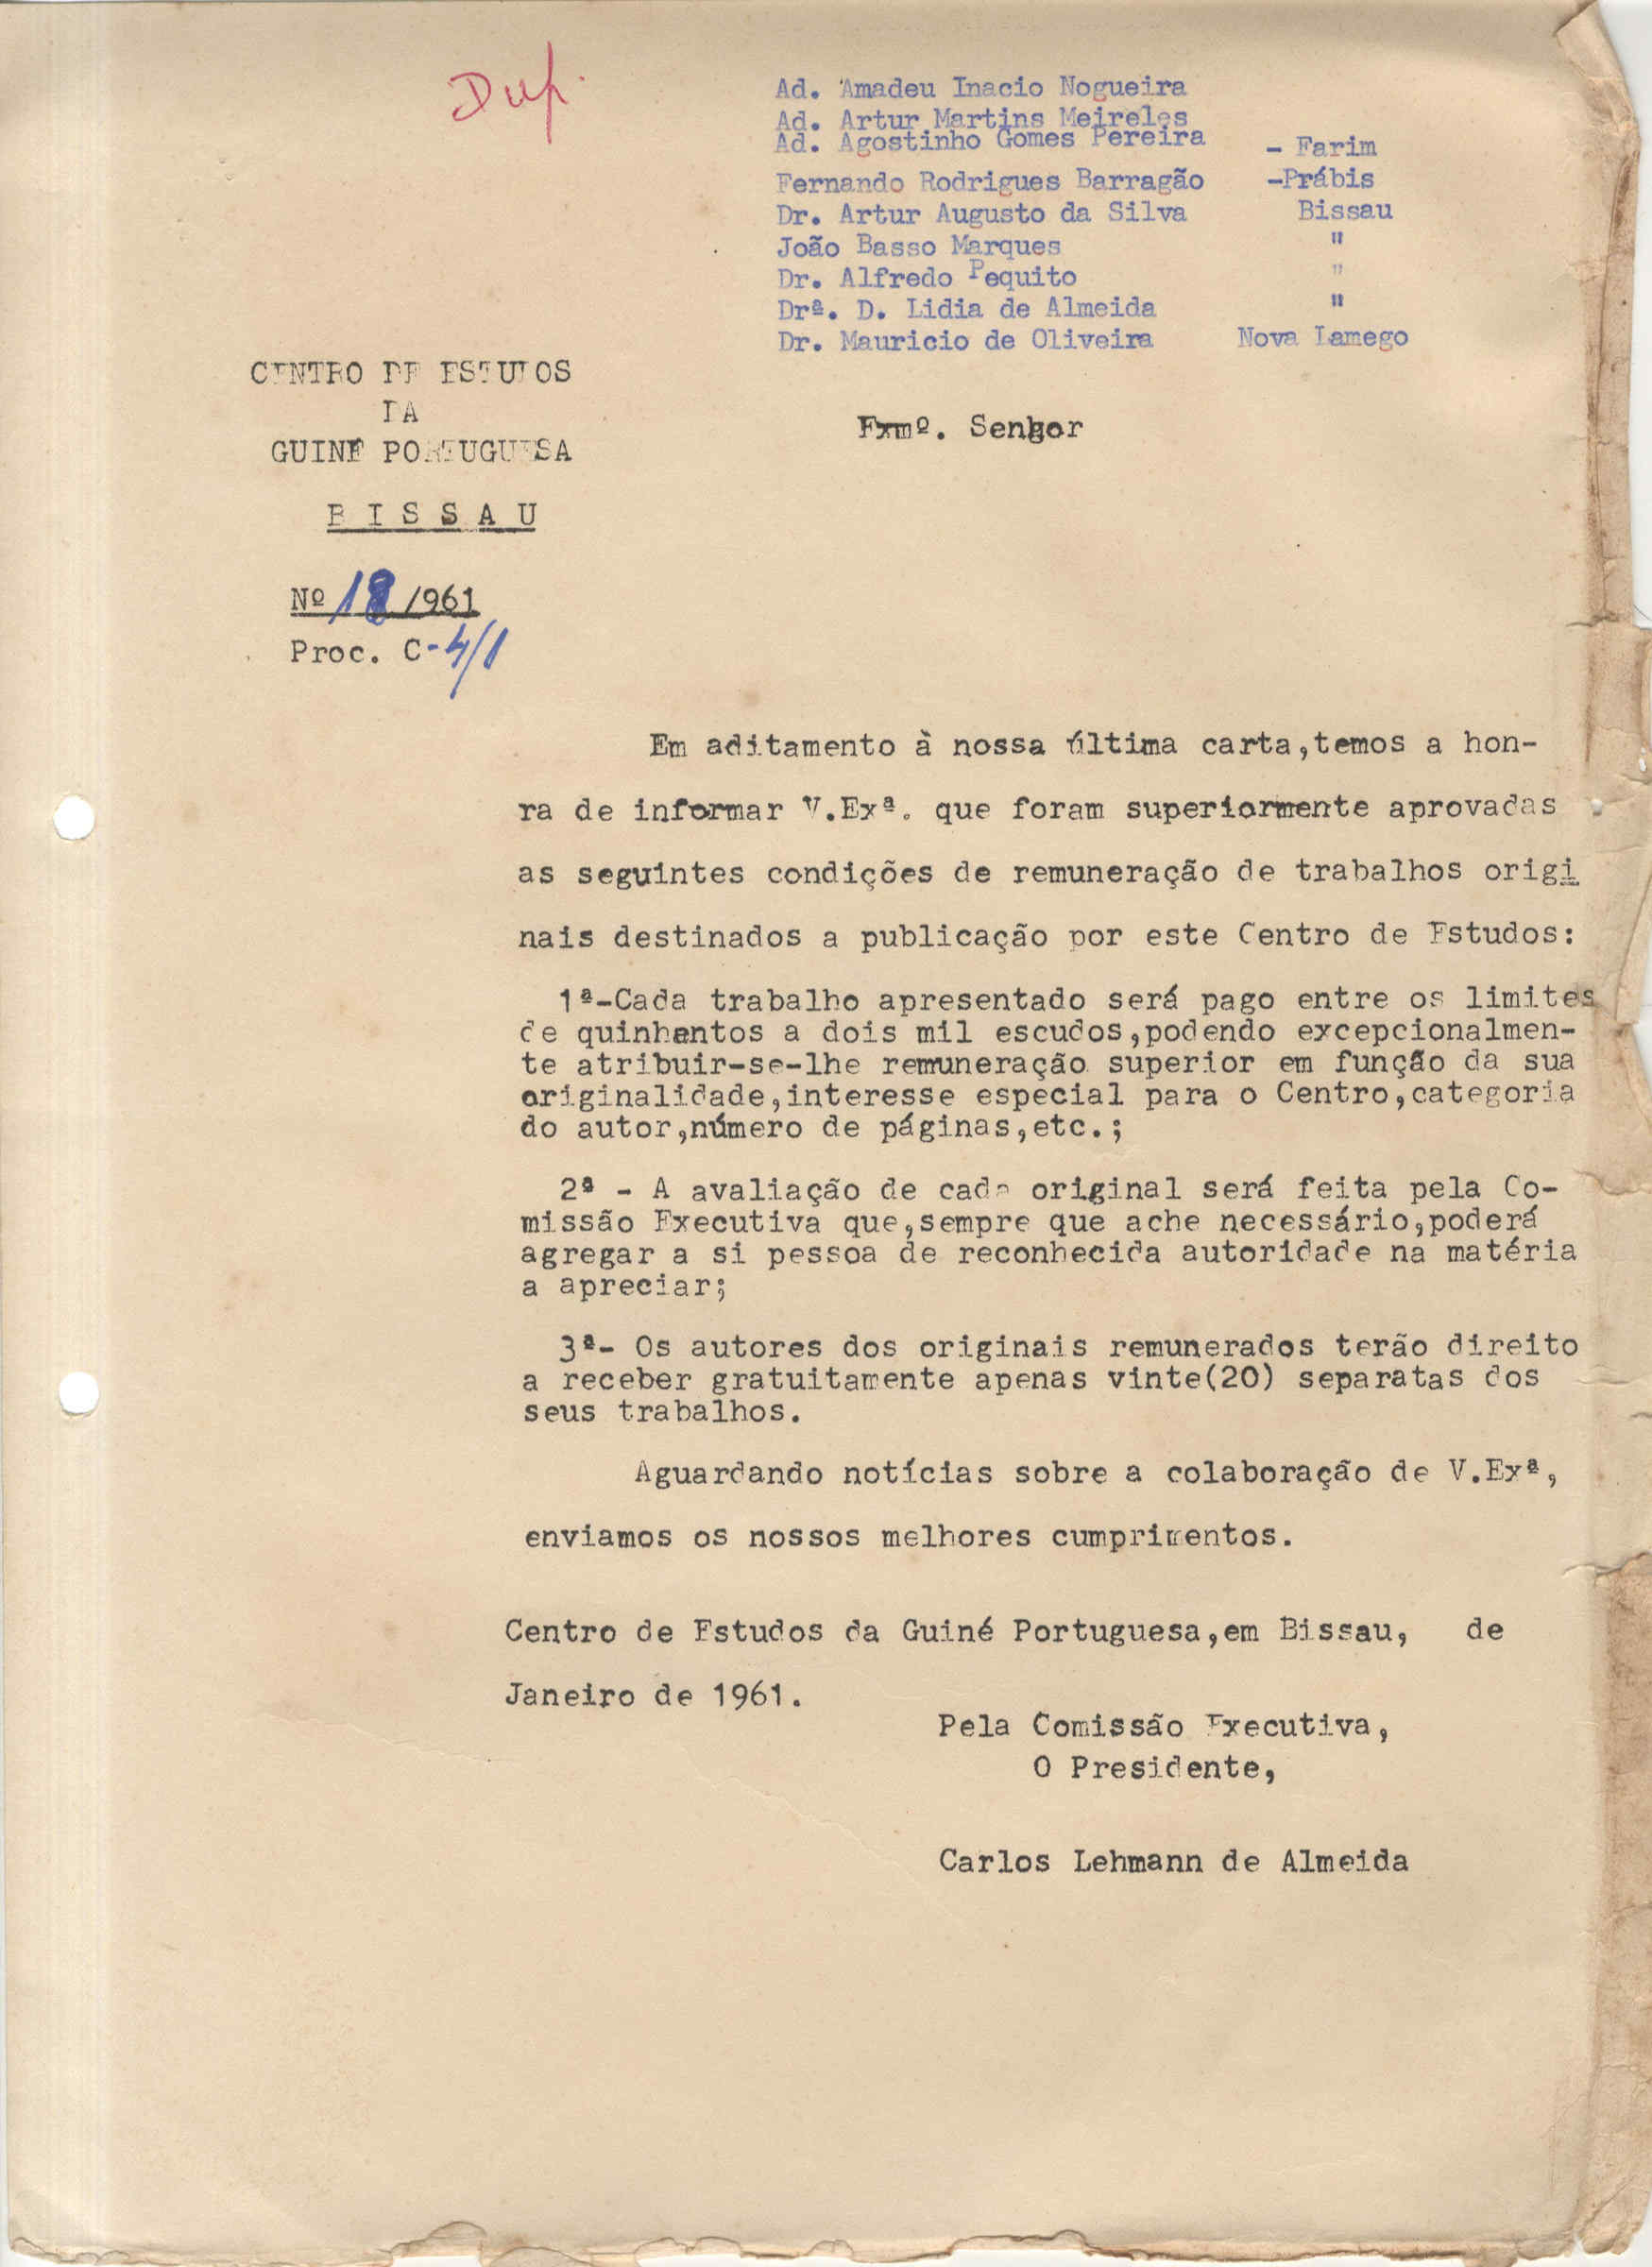 Dup.
Ad. Amadeu Inacio Nogueira
Ad. Artur Martins Meireles
Ad. Agostinho Gomes Pereira - Farim
Fernando Rodrigues Barragão -Prábis
Dr. Artur Augusto da Silva Bissau
João Basso Marques "
Dr. Alfredo Pequito "
Drª. D. Lidia de Almeida "
Dr. Mauricio de Oliveira Nova Lamego
CENTRO DE ESTUDOS
DA
GUINÉ PORTUGUESA
B I S S A U
Exmº. Senhor
Nº 18 /961
Proc. C-4/1
Em aditamento à nossa última carta,temos a hon-
ra de informar V.Exª. que foram superiormente aprovadas
as seguintes condições de remuneração de trabalhos origi
nais destinados a publicação por este Centro de Estudos:
1ª-Cada trabalho apresentado será pago entre os limites
de quinhentos a dois mil escudos,podendo excepcionalmen-
te atribuir-se-lhe remuneração superior em função da sua
originalidade,interesse especial para o Centro,categoria
do autor,número de páginas,etc.;
2ª - A avaliação de cada original será feita pela Co-
missão Executiva que,sempre que ache necessário,poderá
agregar a si pessoa de reconhecida autoridade na matéria
a apreciar;
3ª- Os autores dos originais remunerados terão direito
a receber gratuitamente apenas vinte(20) separatas dos
seus trabalhos.
Aguardando notícias sobre a colaboração de V.Exª,
enviamos os nossos melhores cumprimentos.
Centro de Estudos da Guiné Portuguesa,em Bissau, de
Janeiro de 1961.
Pela Comissão Executiva,
O Presidente,
Carlos Lehmann de Almeida